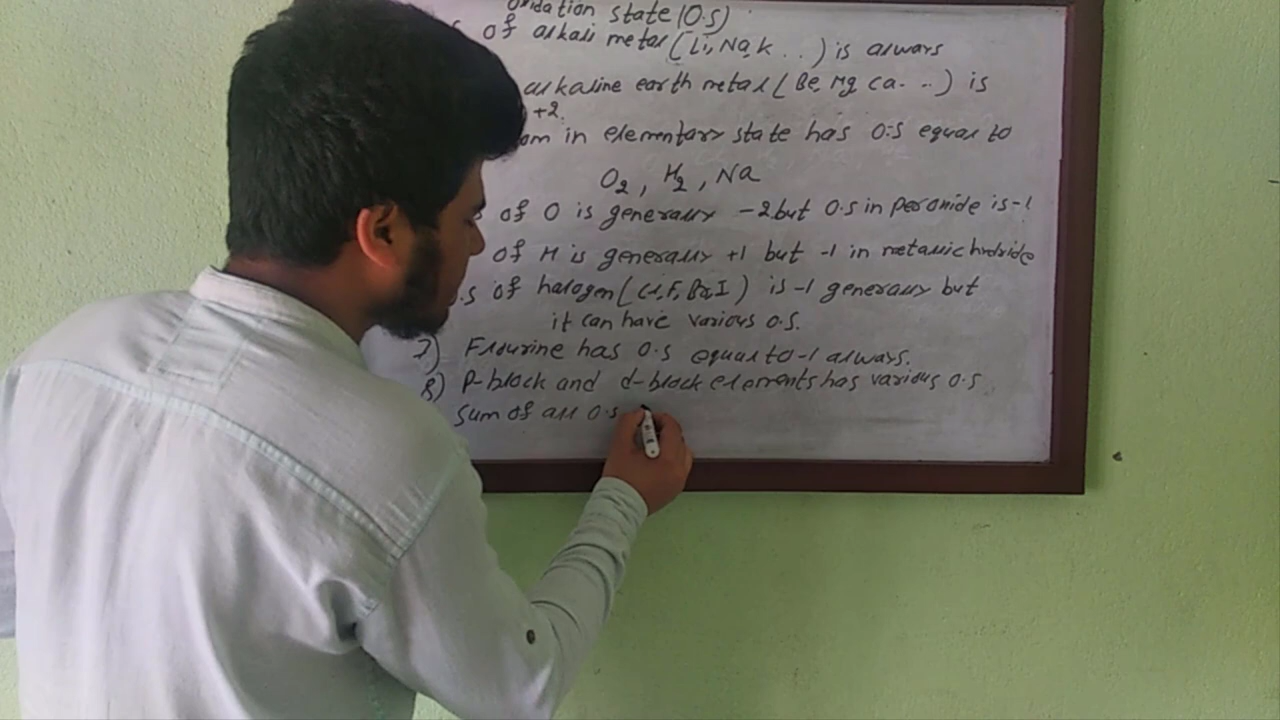 oxidation state (O.S)
of alkali metal (Li, Na, K . . ) is always
alkaline earth metal ( Be, Mg Ca- .. ) is
+2.
om in elementary state has O.S equal to
O2, H2, Na
of O is generally -2 but O.S in peroxide is -1
of H is generally +1 but -1 in metallic hydride
.S of halogen (Cl, F, Br, I ) is -1 generally but
it can have various O.S.
7) Flourine has O.S equal to -1 always.
8) P-block and d-block elements has various O.S
Sum of all O.S